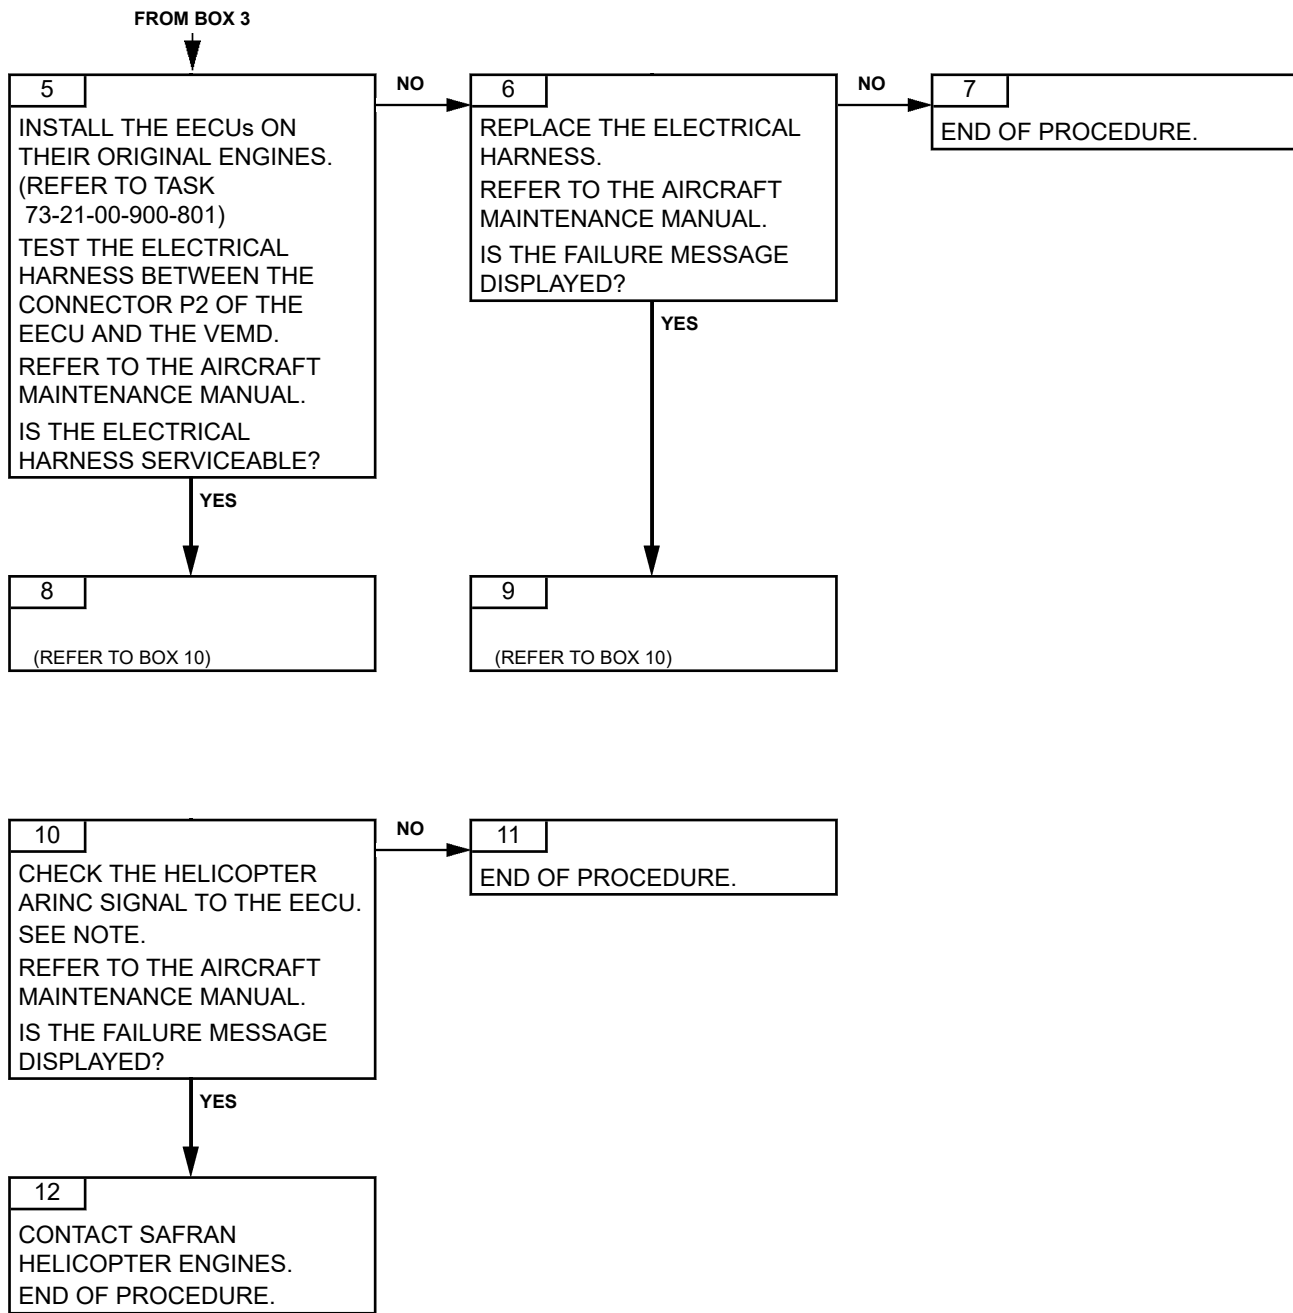 FROM BOX 3
5
INSTALL THE EECUs ON
THEIR ORIGINAL ENGINES.
(REFER TO TASK
73-21-00-900-801)
TEST THE ELECTRICAL
HARNESS BETWEEN THE
CONNECTOR P2 OF THE
EECU AND THE VEMD.
REFER TO THE AIRCRAFT
MAINTENANCE MANUAL.
IS THE ELECTRICAL
HARNESS SERVICEABLE?
NO
6
REPLACE THE ELECTRICAL
HARNESS.
REFER TO THE AIRCRAFT
MAINTENANCE MANUAL.
IS THE FAILURE MESSAGE
DISPLAYED?
NO
7
END OF PROCEDURE.
YES
YES
8
(REFER TO BOX 10)
9
(REFER TO BOX 10)
10
CHECK THE HELICOPTER
ARINC SIGNAL TO THE EECU.
SEE NOTE.
REFER TO THE AIRCRAFT
MAINTENANCE MANUAL.
IS THE FAILURE MESSAGE
DISPLAYED?
NO
11
END OF PROCEDURE.
YES
12
CONTACT SAFRAN
HELICOPTER ENGINES.
END OF PROCEDURE.